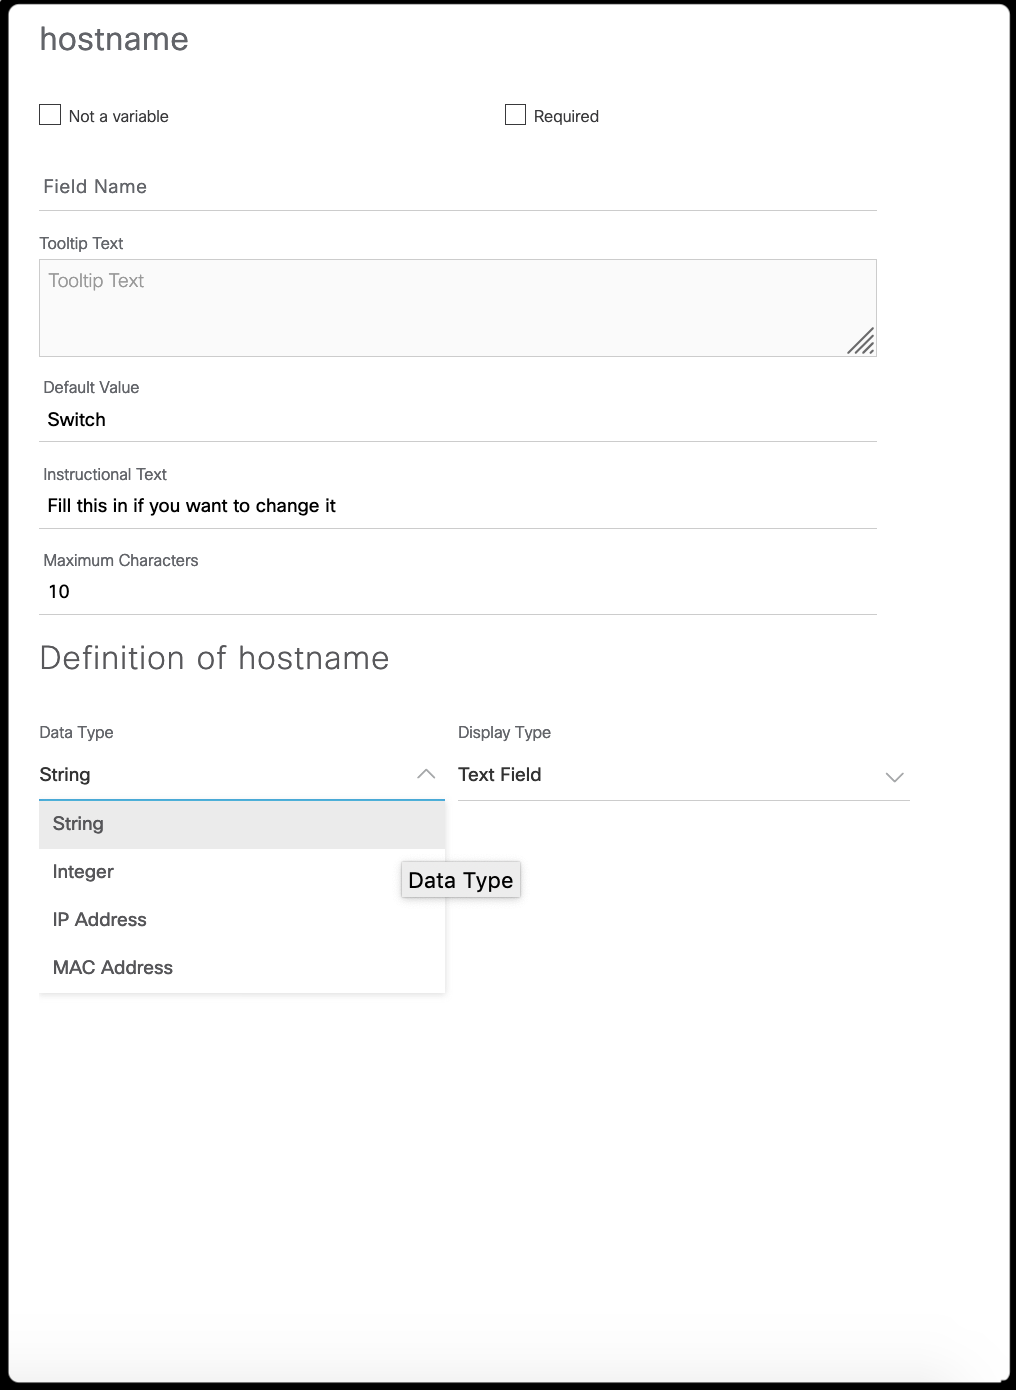 hostname
Not a variable
Required
Field Name
Tooltip Text
Tooltip Text
Default Value
Switch
Instructional Text
Fill this in if you want to change it
Maximum Characters
10
Definition of hostname
Data Type
Display Type
String
Text Field
String
Integer
Data Type
IP Address
MAC Address